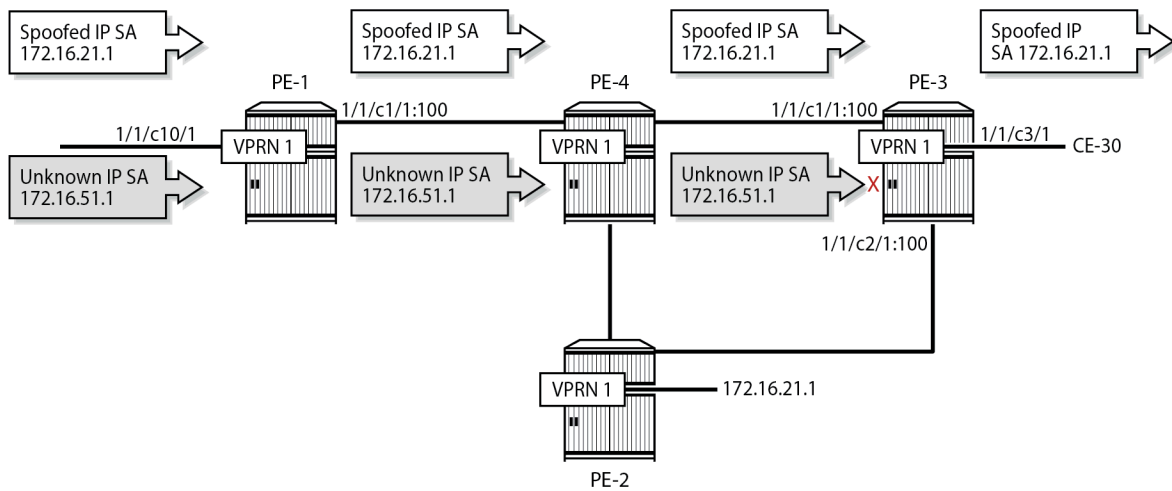 Spoofed IP SA
172.16.21.1
Spoofed IP SA
172.16.21.1
Spoofed IP SA
172.16.21.1
Spoofed IP
SA 172.16.21.1
PE-1
PE-4
PE-3
1/1/c1/1:100
1/1/c1/1:100
1/1/c10/1
VPRN 1
VPRN 1
VPRN 1
1/1/c3/1
CE-30
Unknown IP SA
172.16.51.1
Unknown IP SA
172.16.51.1
Unknown IP SA
172.16.51.1
X
1/1/c2/1:100
VPRN 1
172.16.21.1
PE-2